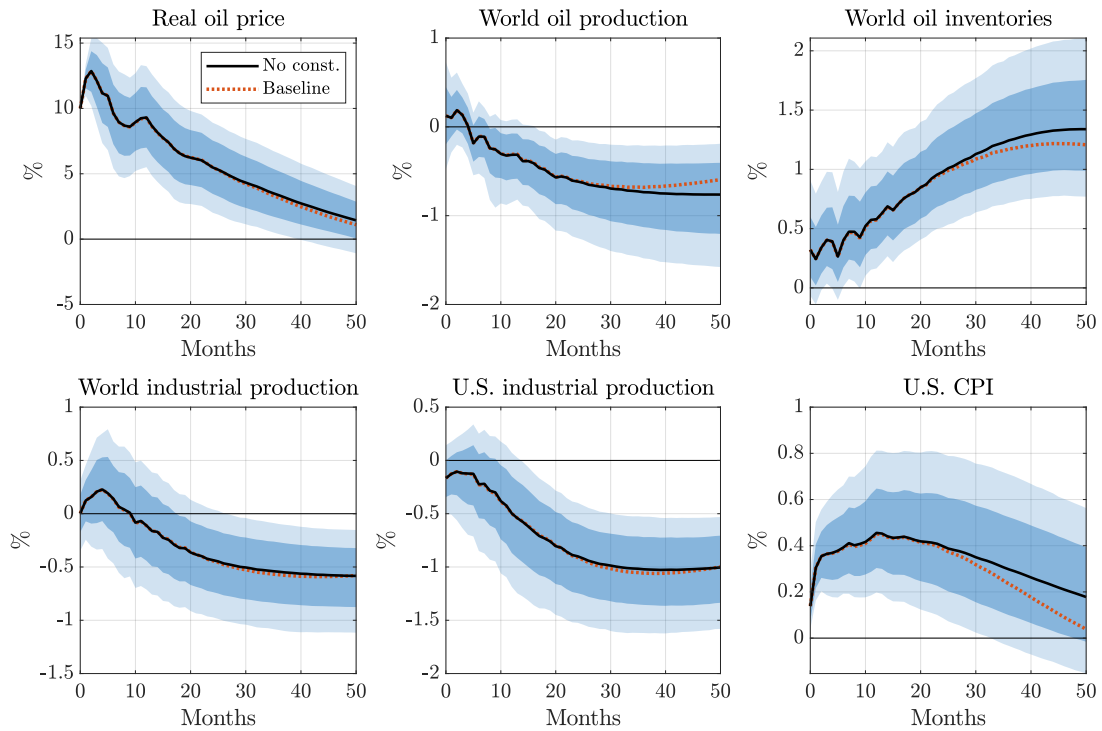 Real oil price
15
10
5
0
-5
%
0 10 20 30 40 50
Months
No const.
Baseline
World oil production
1
0
-1
-2
%
0 10 20 30 40 50
Months
World oil inventories
2
1.5
1
0.5
0
%
0 10 20 30 40 50
Months
World industrial production
1
0.5
0
-0.5
-1
-1.5
%
0 10 20 30 40 50
Months
U.S. industrial production
0.5
0
-0.5
-1
-1.5
-2
%
0 10 20 30 40 50
Months
U.S. CPI
1
0.8
0.6
0.4
0.2
0
%
0 10 20 30 40 50
Months